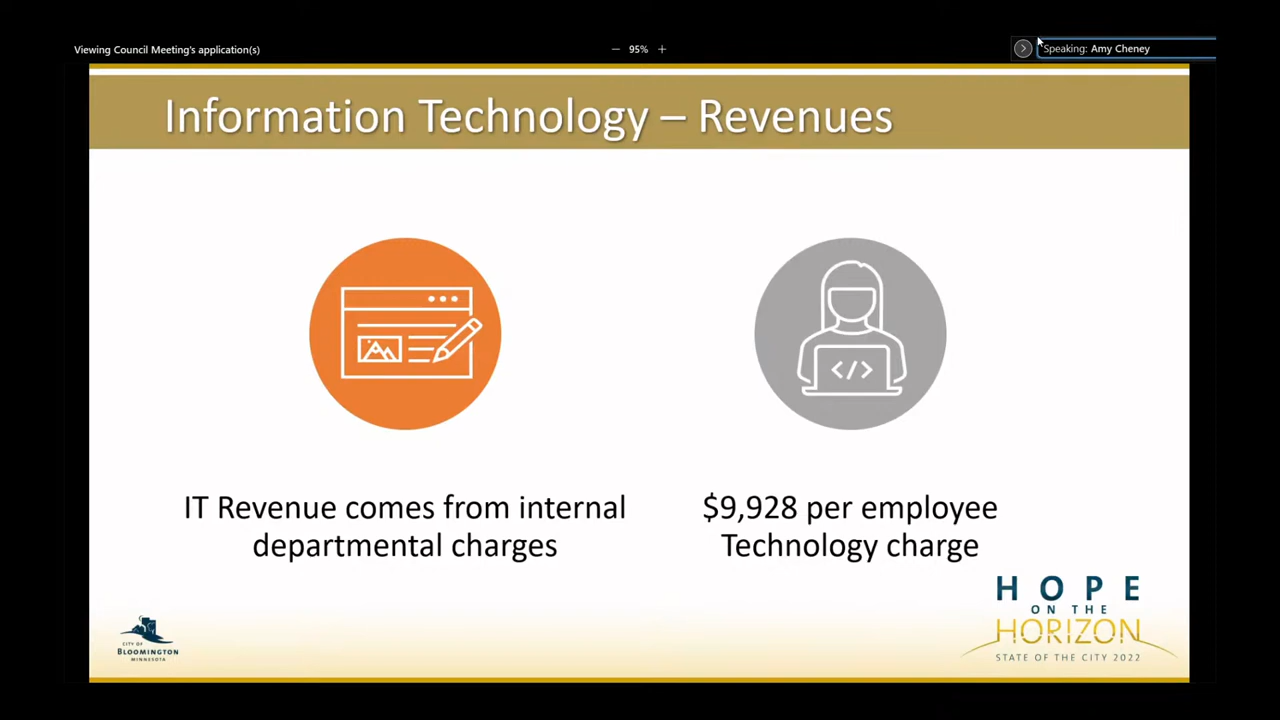 Viewing Council Meeting's application(s)
95%
Speaking: Amy Cheney
Information Technology – Revenues
</>
IT Revenue comes from internal
departmental charges
$9,928 per employee
Technology charge
CITY OF
BLOOMINGTON
MINNESOTA
HOPE
ON THE
HORIZON
STATE OF THE CITY 2022